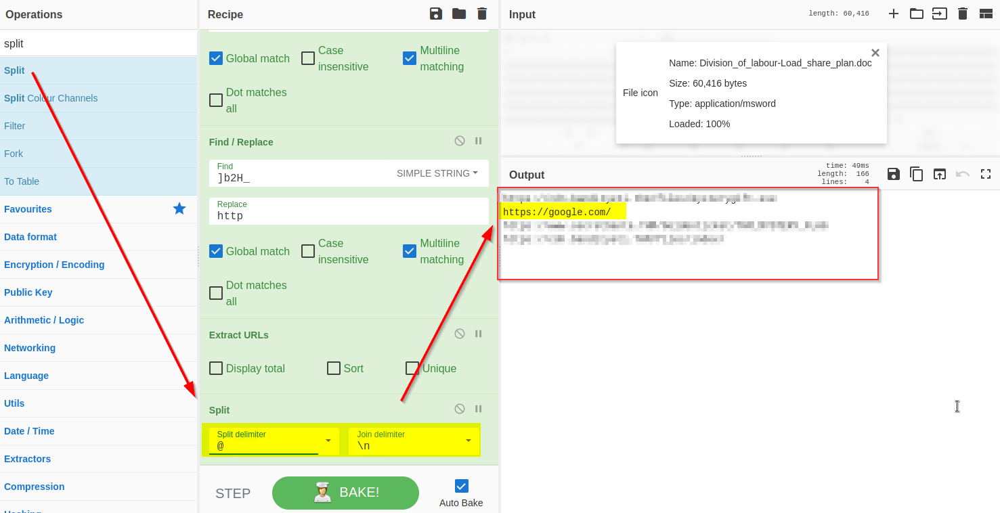 Operations
split
Split
Split Colour Channels
Filter
Fork
To Table
Favourites
Data format
Encryption / Encoding
Public Key
Arithmetic / Logic
Networking
Language
Utils
Date / Time
Extractors
Compression
Hashing
Recipe
Global match
Case
insensitive
Multiline
matching
Dot matches
all
Find / Replace
Find
]b2H_
SIMPLE STRING
Replace
http
Global match
Case
insensitive
Multiline
matching
Dot matches
all
Extract URLs
Display total
Sort
Unique
Split
Split delimiter
@
Join delimiter
\n
STEP
BAKE!
Auto Bake
Input
length: 60,416
File icon
Name: Division_of_labour-Load_share_plan.doc
Size: 60,416 bytes
Type: application/msword
Loaded: 100%
Output
time: 49ms
length: 166
lines: 4
https://google.com/